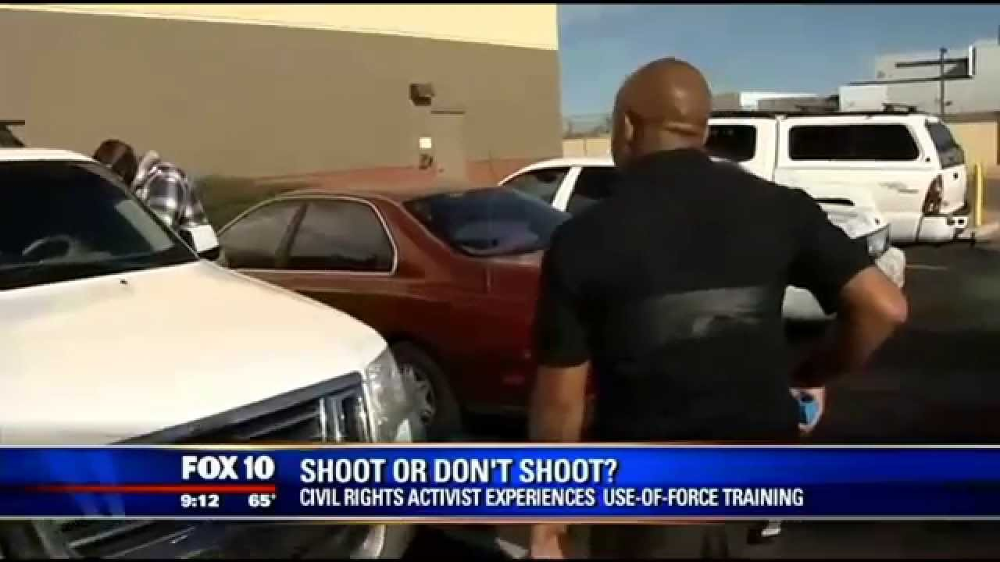 FOX 10
9:12 65°
SHOOT OR DON'T SHOOT?
CIVIL RIGHTS ACTIVIST EXPERIENCES USE-OF-FORCE TRAINING